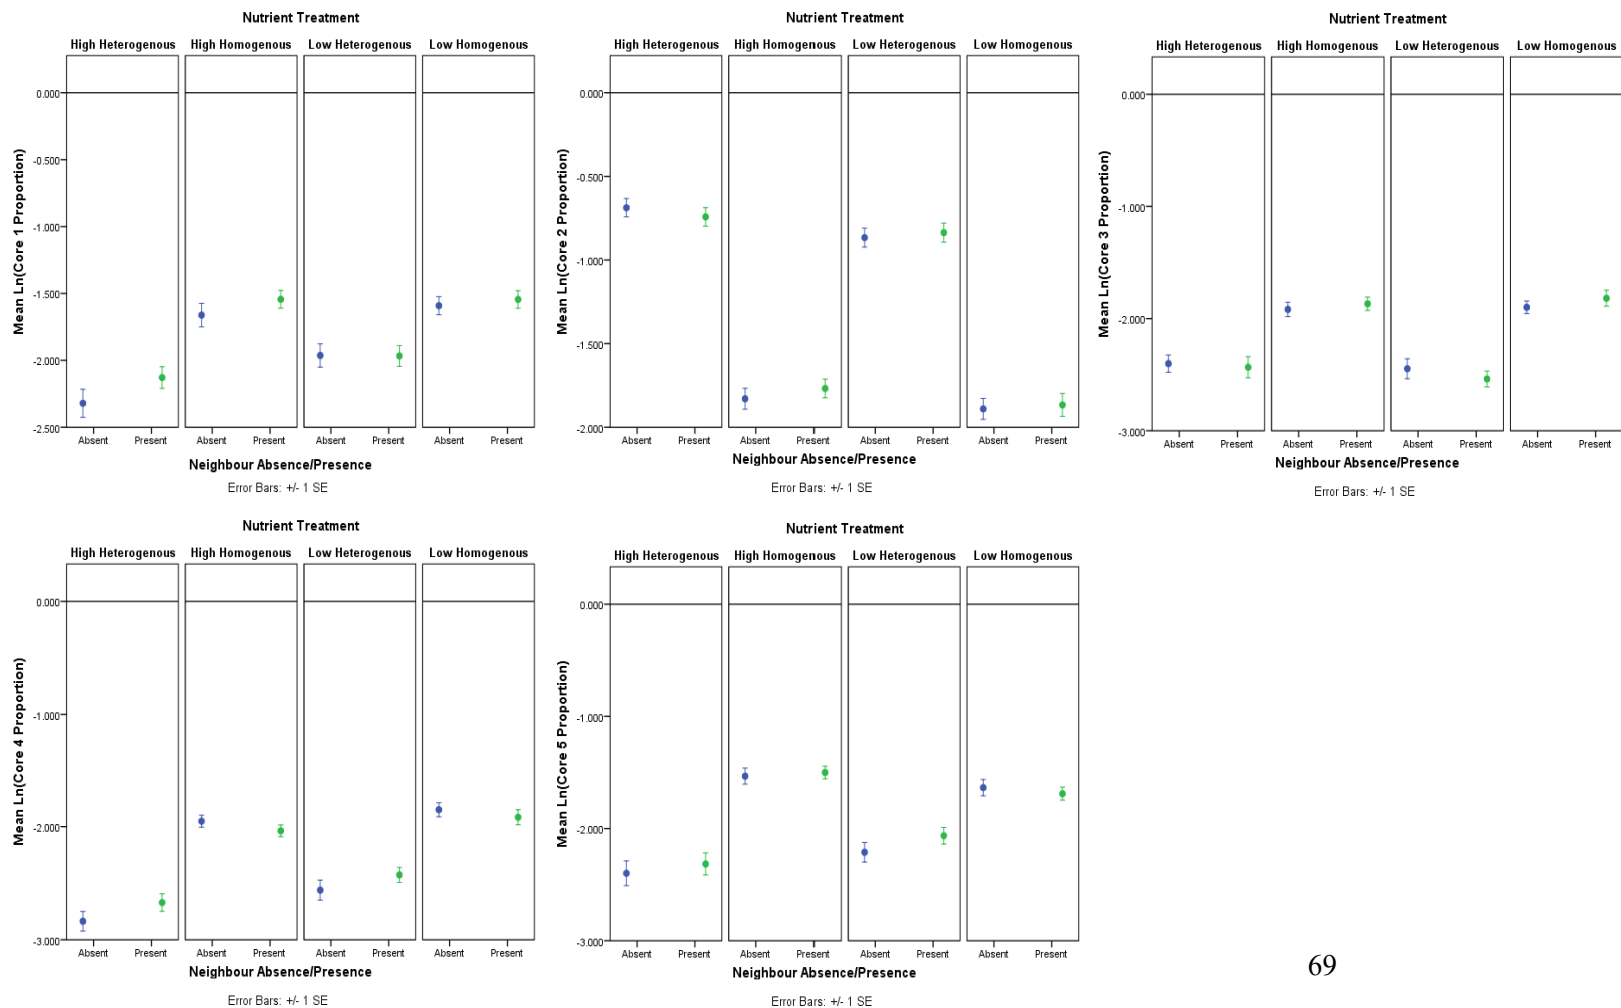 Nutrient Treatment
High Heterogenous High Homogenous Low Heterogenous Low Homogenous
Mean Ln(Core 1 Proportion)
0.000
-0.500
-1.000
-1.500
-2.000
-2.500
Absent Present Absent Present Absent Present Absent Present
Neighbour Absence/Presence
Error Bars: +/- 1 SE
Nutrient Treatment
High Heterogenous High Homogenous Low Heterogenous Low Homogenous
Mean Ln(Core 2 Proportion)
0.000
-0.500
-1.000
-1.500
-2.000
Absent Present Absent Present Absent Present Absent Present
Neighbour Absence/Presence
Error Bars: +/- 1 SE
Nutrient Treatment
High Heterogenous High Homogenous Low Heterogenous Low Homogenous
Mean Ln(Core 3 Proportion)
0.000
-1.000
-2.000
-3.000
Absent Present Absent Present Absent Present Absent Present
Neighbour Absence/Presence
Error Bars: +/- 1 SE
Nutrient Treatment
High Heterogenous High Homogenous Low Heterogenous Low Homogenous
Mean Ln(Core 4 Proportion)
0.000
-1.000
-2.000
-3.000
Absent Present Absent Present Absent Present Absent Present
Neighbour Absence/Presence
Error Bars: +/- 1 SE
Nutrient Treatment
High Heterogenous High Homogenous Low Heterogenous Low Homogenous
Mean Ln(Core 5 Proportion)
0.000
-1.000
-2.000
-3.000
Absent Present Absent Present Absent Present Absent Present
Neighbour Absence/Presence
Error Bars: +/- 1 SE
69